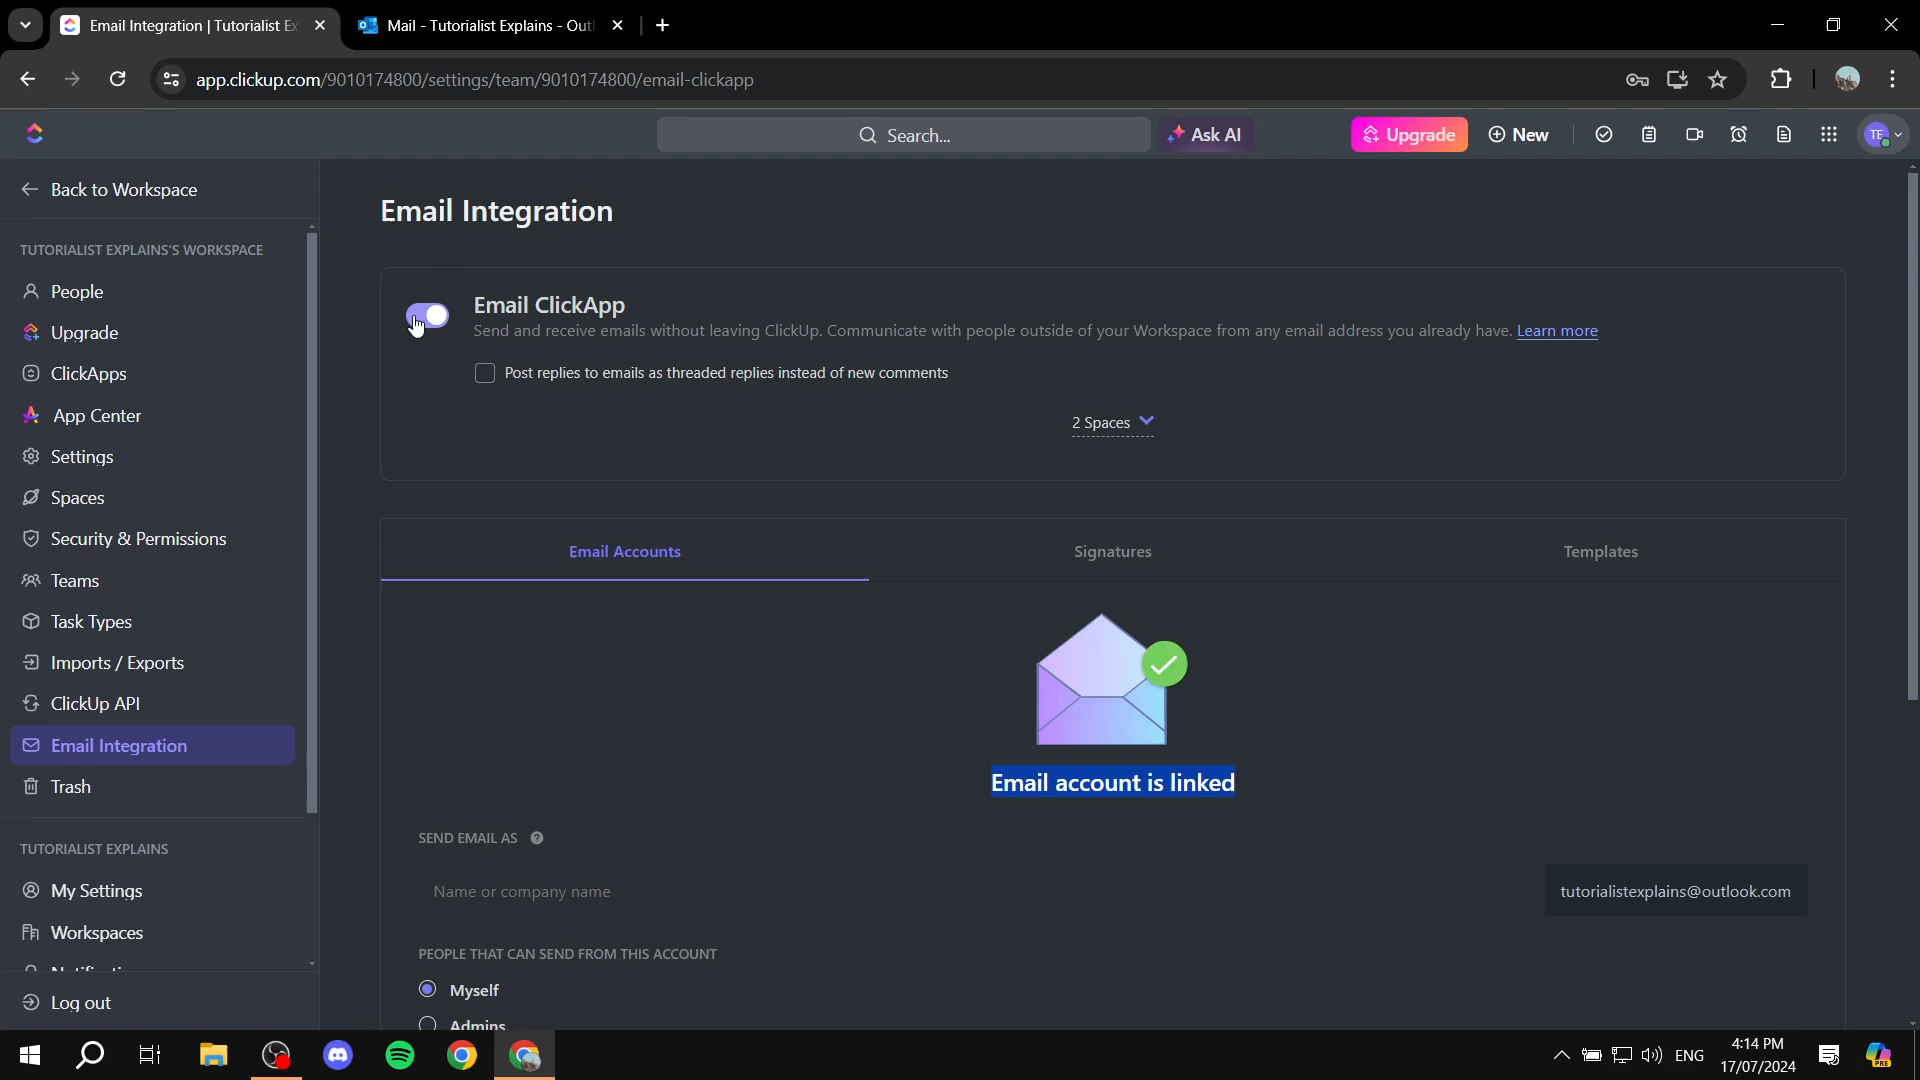 Email Integration | Tutorialist Ex
Mail - Tutorialist Explains - Outl
app.clickup.com/9010174800/settings/team/9010174800/email-clickapp
Search...
Ask AI
Upgrade
New
TE
Back to Workspace
TUTORIALIST EXPLAINS'S WORKSPACE
People
Upgrade
ClickApps
App Center
Settings
Spaces
Security & Permissions
Teams
Task Types
Imports / Exports
ClickUp API
Email Integration
Trash
TUTORIALIST EXPLAINS
My Settings
Workspaces
Log out
Email Integration
Email ClickApp
Send and receive emails without leaving ClickUp. Communicate with people outside of your Workspace from any email address you already have. Learn more
Post replies to emails as threaded replies instead of new comments
2 Spaces
Email Accounts
Signatures
Templates
Email account is linked
SEND EMAIL AS
Name or company name
tutorialistexplains@outlook.com
PEOPLE THAT CAN SEND FROM THIS ACCOUNT
Myself
Admins
ENG
4:14 PM
17/07/2024
PRE